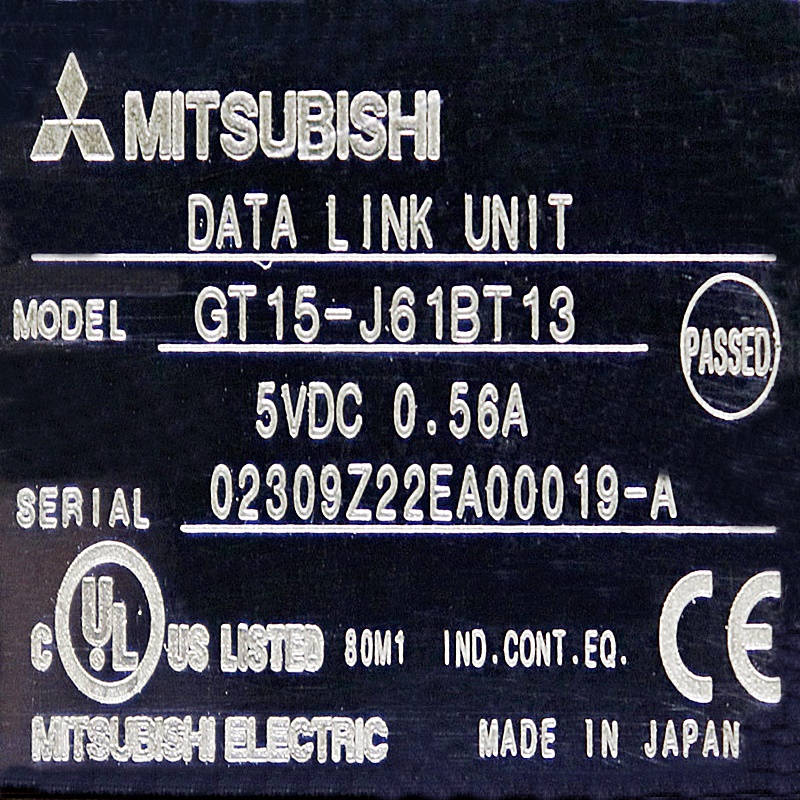 MITSUBISHI
DATA LINK UNIT
MODEL GT15-J61BT13
PASSED
5VDC 0.56A
SERIAL 02309Z22EA00019-A
C UL US LISTED 80M1 IND.CONT.EQ. CE
MITSUBISHI ELECTRIC MADE IN JAPAN